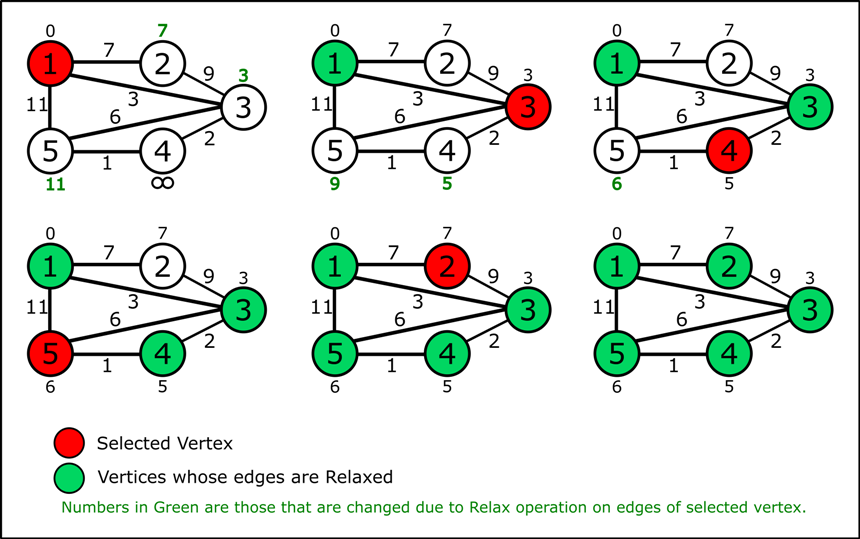 0 7 0 7 0 7
1 7 2 1 7 2 1 7 2
9 3 9 3 9 3
11 3 3 11 3 3 11 3 3
6 6 6
5 1 4 2 5 1 4 2 5 1 4 2
11 ∞ 9 5 6 5
0 7 0 7 0 7
1 7 2 1 7 2 1 7 2
9 3 9 3 9 3
11 3 3 11 3 3 11 3 3
6 6 6
5 1 4 2 5 1 4 2 5 1 4 2
6 5 6 5 6 5
Selected Vertex
Vertices whose edges are Relaxed
Numbers in Green are those that are changed due to Relax operation on edges of selected vertex.